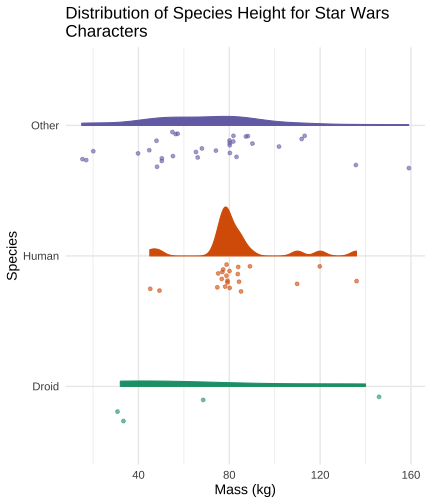 Distribution of Species Height for Star Wars
Characters
Other
Human
Droid
Species
40
80
120
160
Mass (kg)